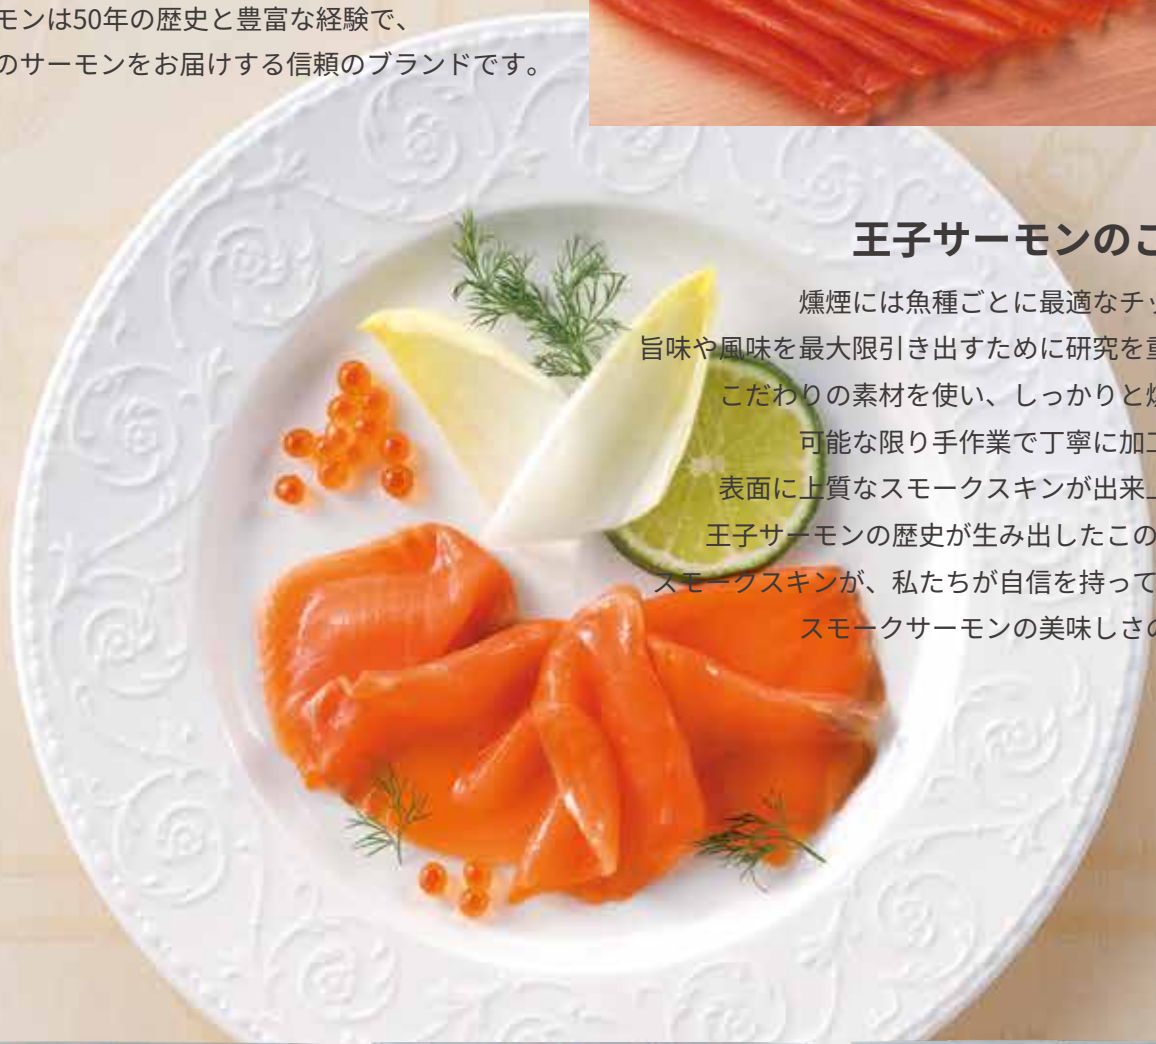 モンは50年の歴史と豊富な経験で、
のサーモンをお届けする信頼のブランドです。
王子サーモンのこ
燻煙には魚種ごとに最適なチッ
旨味や風味を最大限引き出すために研究を重
こだわりの素材を使い、しっかりと燻
可能な限り手作業で丁寧に加工
表面に上質なスモークスキンが出来上
王子サーモンの歴史が生み出したこの
スモークスキンが、私たちが自信を持って
スモークサーモンの美味しさの